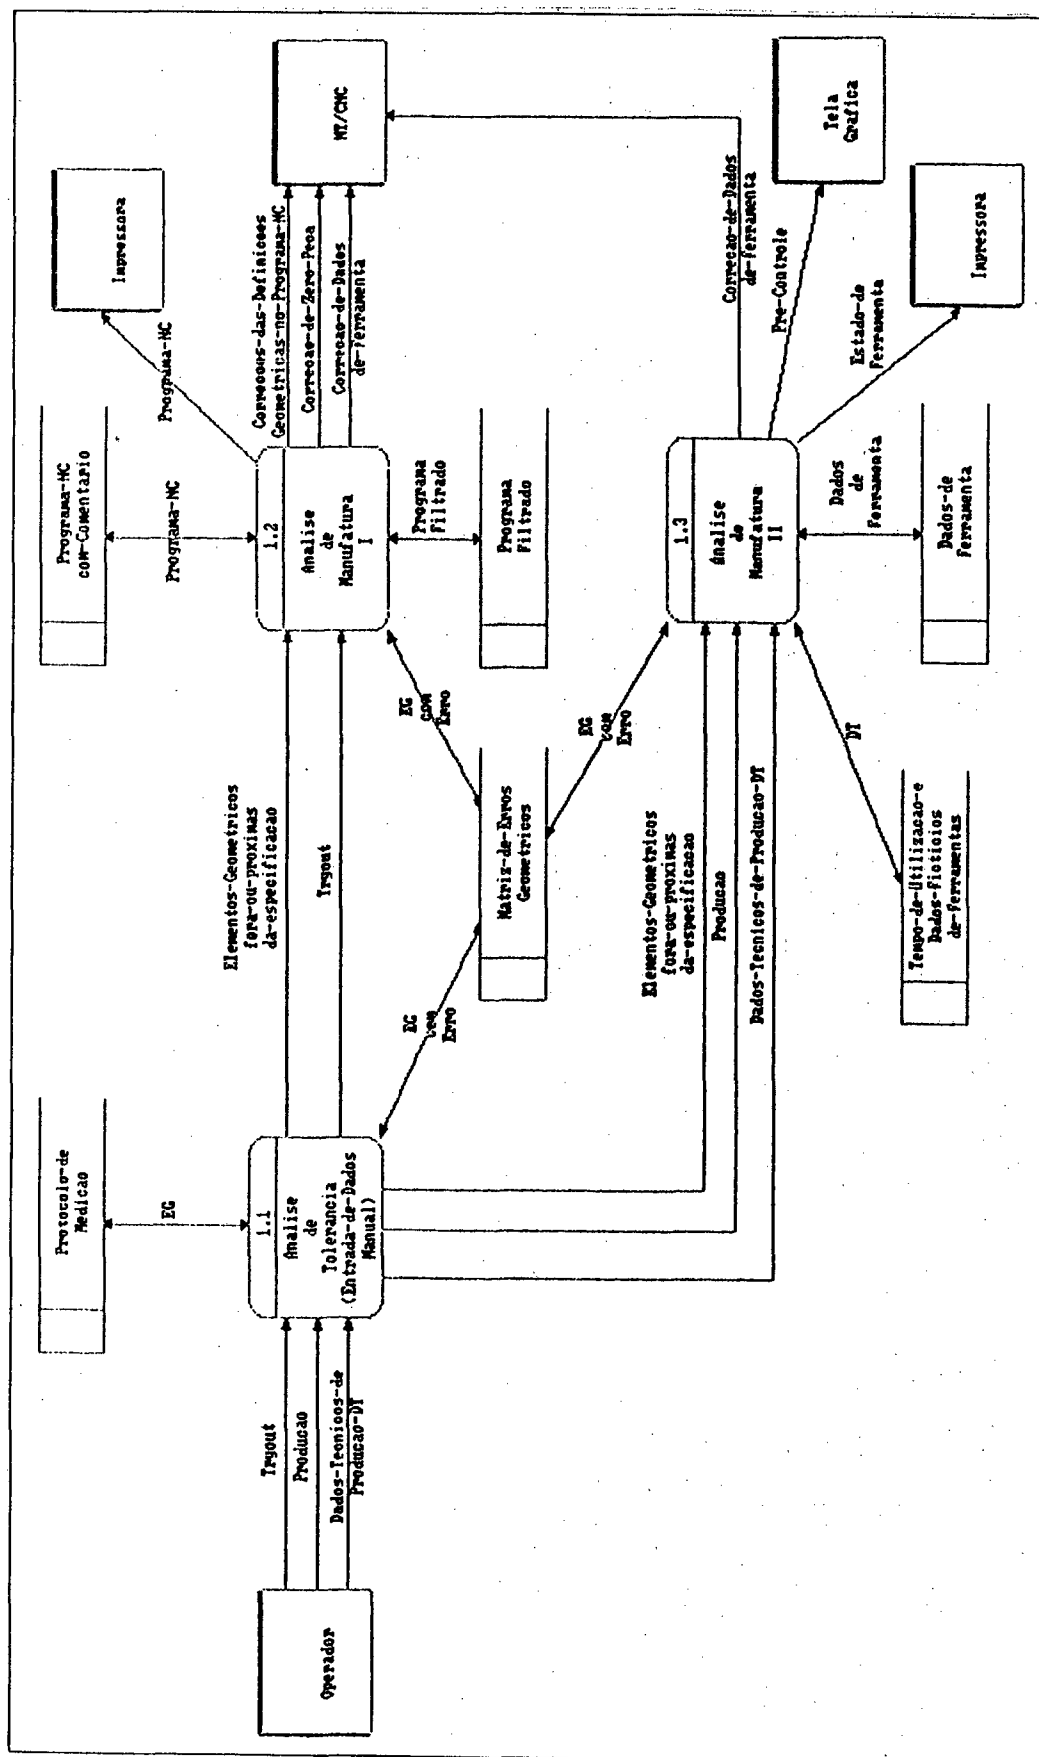 Operador
Tryout
Producao
Dados-Tecnicos-de
Producao-DT
Protocolo-de
Medicao
EG
1.1
Analise
de
Tolerancia
(Entrada-de-Dados
Manual)
Elementos-Geometricos
fora-ou-proximas
da-especificacao
Tryout
EG
com
Erro
Matriz-de-Erros
Geometricos
EG
com
Erro
EG
com
Erro
Elementos-Geometricos
fora-ou-proximas
da-especificacao
Producao
Dados-Tecnicos-de-Producao-DT
Tempo-de-Utilizacao-e
Dados-ficticios
de-ferramentas
DT
Programa-NC
com-Comentario
Programa-NC
1.2
Analise
de
Manufatura
I
Programa
Filtrado
Programa
Filtrado
1.3
Analise
de
Manufatura
II
Dados
de
Ferramenta
Dados-de
ferramenta
Programa-NC
Impressora
Correcoes-das-Definicoes
Geometricas-no-Programa-NC
Correcao-de-Zero-Peca
Correcao-de-Dados
de-ferramenta
MT/CNC
Correcao-de-Dados
de-ferramenta
Pre-Controle
Tela
Grafica
Estado-de
Ferramenta
Impressora